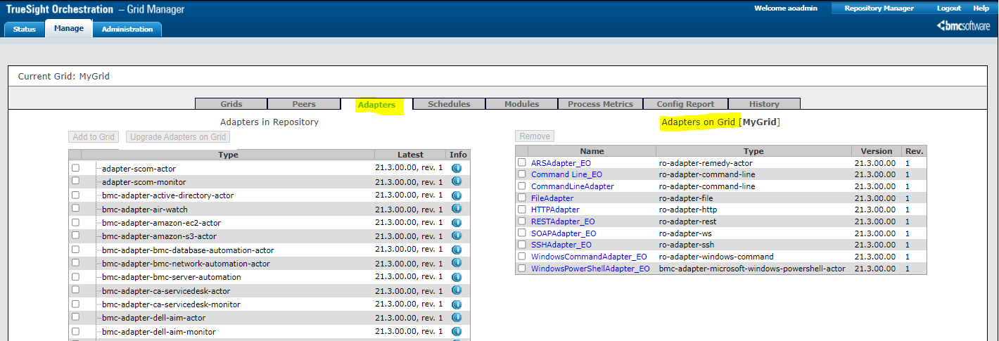 TrueSight Orchestration – Grid Manager
Welcome aoadmin
Repository Manager
Logout
Help
Status
Manage
Administration
bmcsoftware
Current Grid: MyGrid
Grids
Peers
Adapters
Schedules
Modules
Process Metrics
Config Report
History
Adapters in Repository
Add to Grid
Upgrade Adapters on Grid
Type Latest Info
adapter-scom-actor 21.3.00.00, rev. 1
adapter-scom-monitor 21.3.00.00, rev. 1
bmc-adapter-active-directory-actor 21.3.00.00, rev. 1
bmc-adapter-air-watch 21.3.00.00, rev. 1
bmc-adapter-amazon-ec2-actor 21.3.00.00, rev. 1
bmc-adapter-amazon-s3-actor 21.3.00.00, rev. 1
bmc-adapter-bmc-database-automation-actor 21.3.00.00, rev. 1
bmc-adapter-bmc-network-automation-actor 21.3.00.00, rev. 1
bmc-adapter-bmc-server-automation 21.3.00.00, rev. 1
bmc-adapter-ca-servicedesk-actor 21.3.00.00, rev. 1
bmc-adapter-ca-servicedesk-monitor 21.3.00.00, rev. 1
bmc-adapter-dell-aim-actor 21.3.00.00, rev. 1
bmc-adapter-dell-aim-monitor 21.3.00.00, rev. 1
Adapters on Grid [MyGrid]
Remove
Name Type Version Rev.
ARSAdapter_EO ro-adapter-remedy-actor 21.3.00.00 1
Command Line_EO ro-adapter-command-line 21.3.00.00 1
CommandLineAdapter ro-adapter-command-line 21.3.00.00 1
FileAdapter ro-adapter-file 21.3.00.00 1
HTTPAdapter ro-adapter-http 21.3.00.00 1
RESTAdapter_EO ro-adapter-rest 21.3.00.00 1
SOAPAdapter_EO ro-adapter-ws 21.3.00.00 1
SSHAdapter_EO ro-adapter-ssh 21.3.00.00 1
WindowsCommandAdapter_EO ro-adapter-windows-command 21.3.00.00 1
WindowsPowerShellAdapter_EO bmc-adapter-microsoft-windows-powershell-actor 21.3.00.00 1